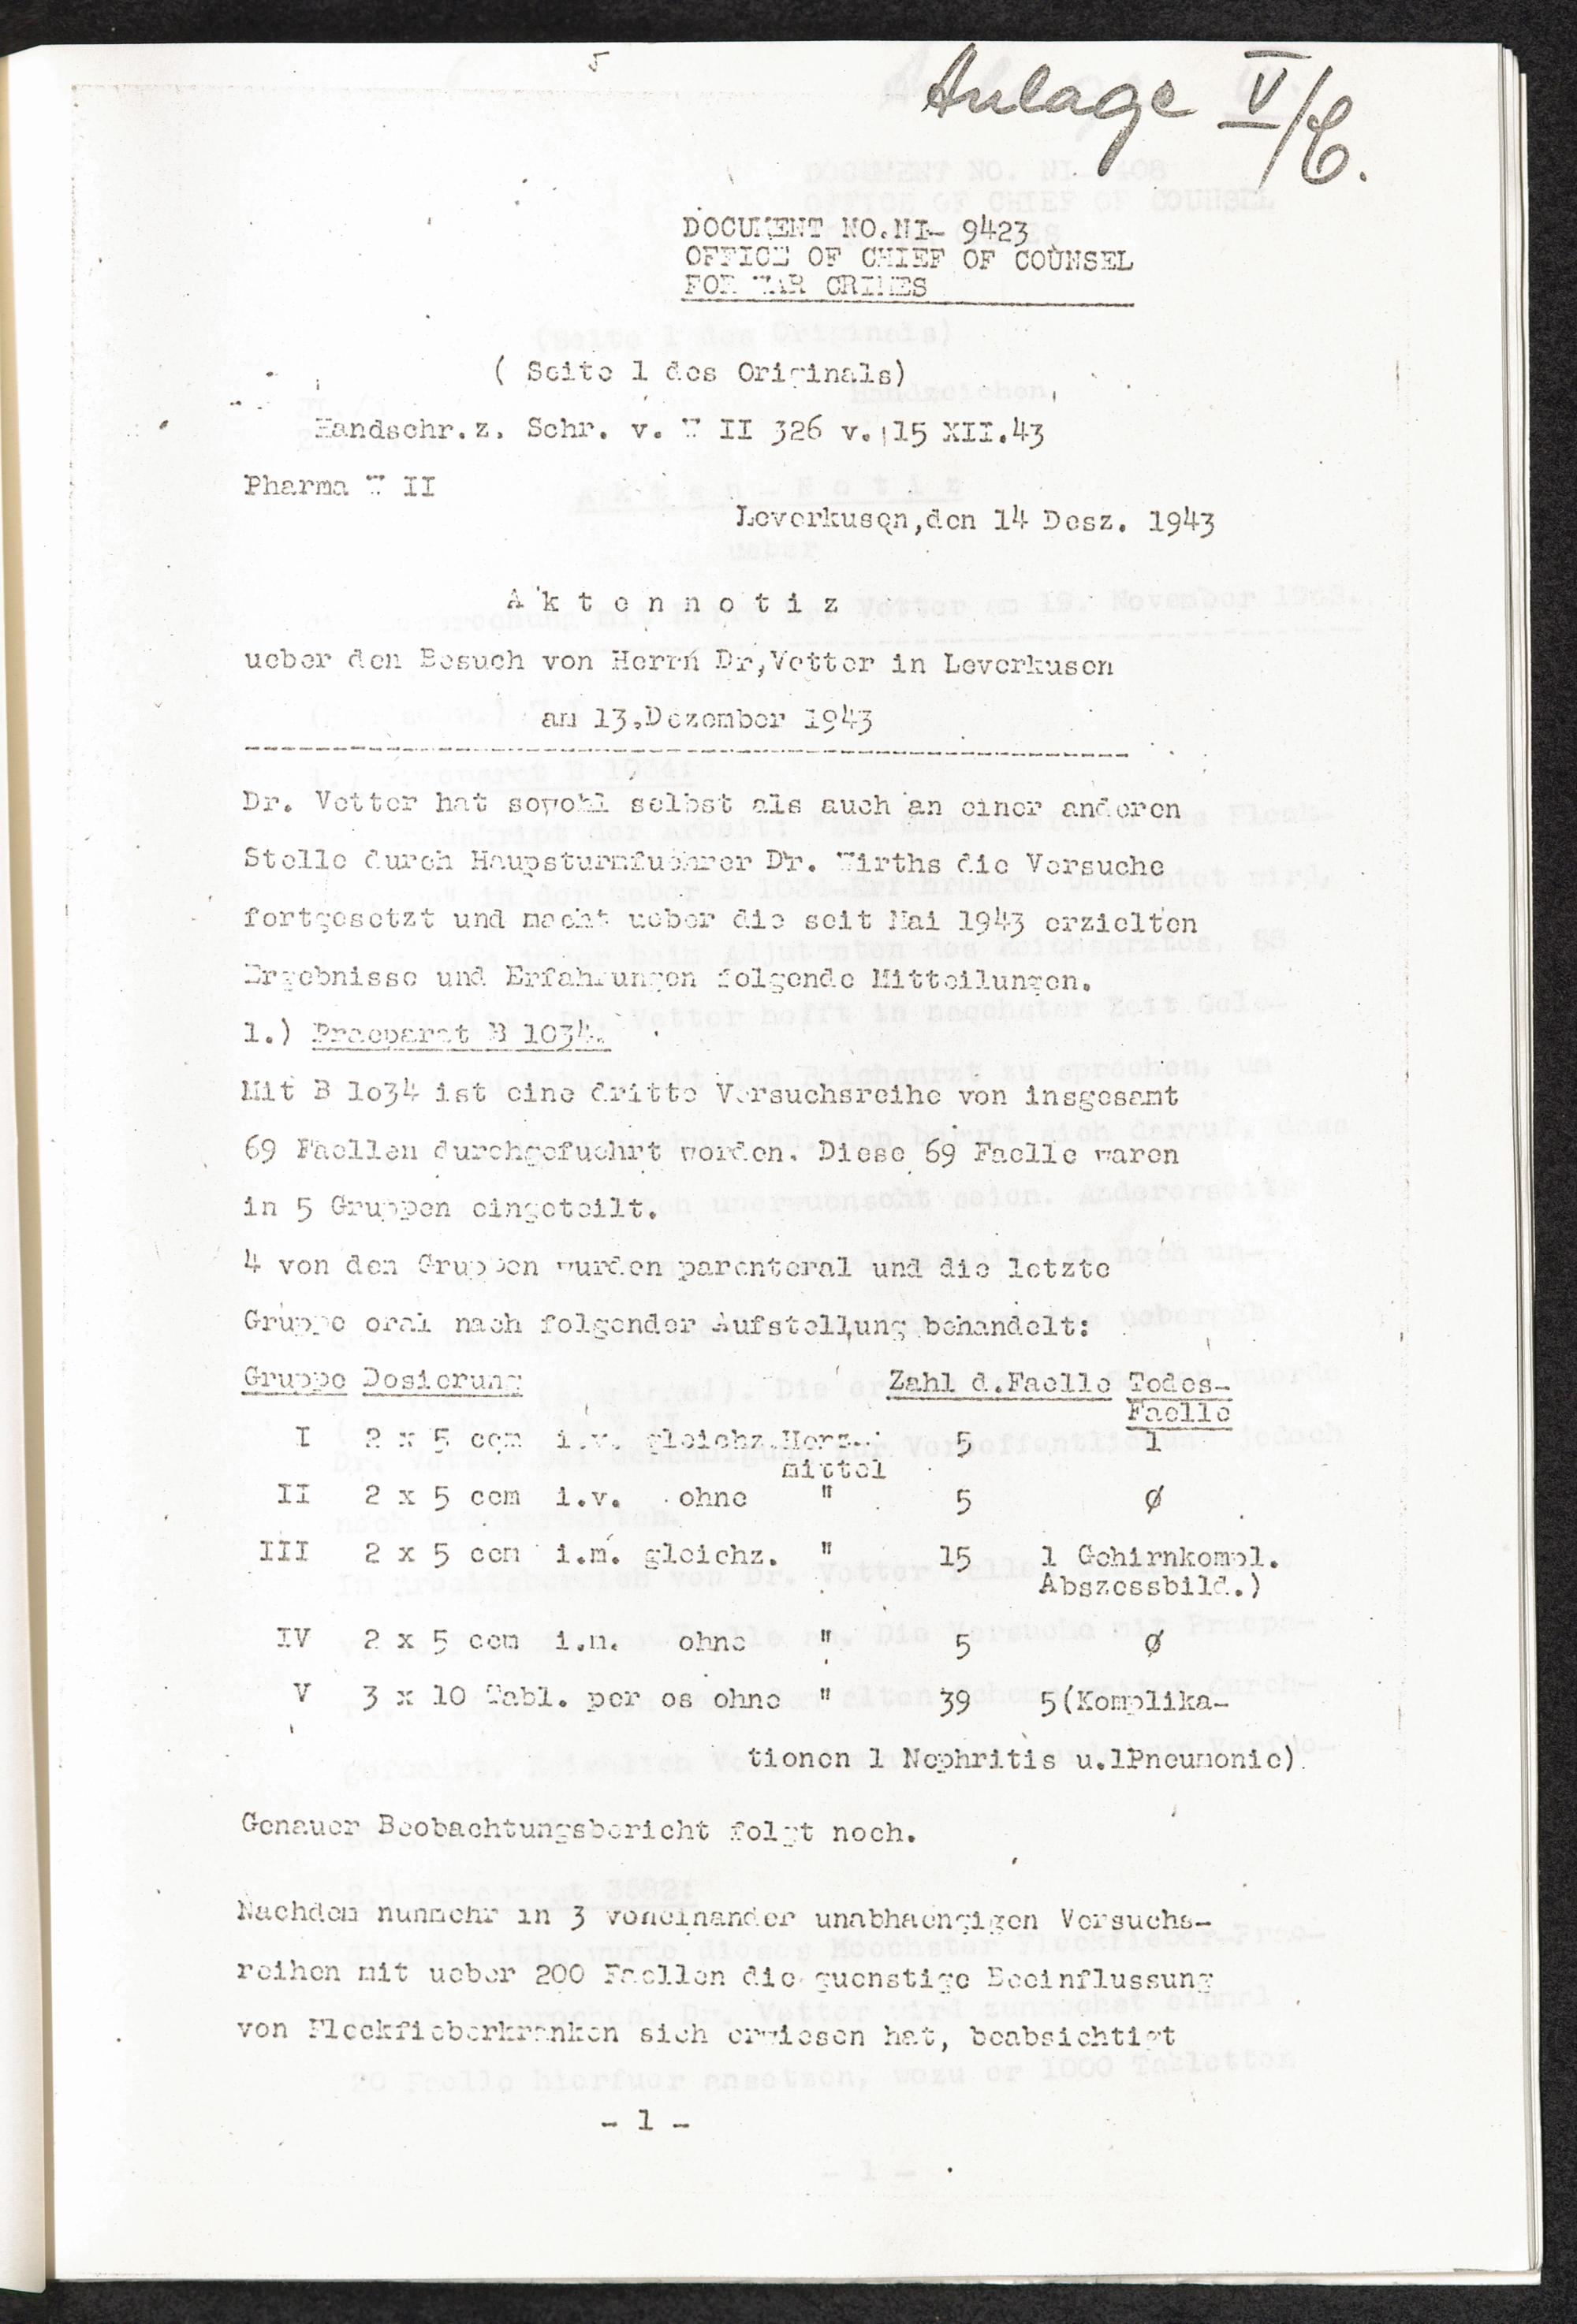 5
Anlage V/C.
DOCUMENT NO.NI- 9423
OFFICE OF CHIEF OF COUNSEL
FOR WAR CRIMES
( Seite 1 des Originals)
Handschr.z. Schr. v. W II 326 v. 15 XII.43
Pharma W II
Leverkusen,den 14 Desz. 1943
A k t e n n o t i z
ueber den Besuch von Herrn Dr,Vetter in Leverkusen
am 13.Dezember 1943
Dr. Vetter hat sowohl selbst als auch an einer anderen
Stelle durch Haupsturmfuehrer Dr. Wirths die Versuche
fortgesetzt und macht ueber die seit Mai 1943 erzielten
Ergebnisse und Erfahrungen folgende Mitteilungen.
1.) Praeparat B 1034.
Mit B 1o34 ist eine dritte Versuchsreihe von insgesamt
69 Faellen durchgefuehrt worden. Diese 69 Faelle waren
in 5 Gruppen eingeteilt.
4 von den Gruppen wurden parenteral und die letzte
Gruppe oral nach folgender Aufstellung behandelt:
Gruppe Dosierung Zahl d.Faelle Todes-
Faelle
I 2 x 5 ccm i.v. gleichz.Herz- 5 1
mittel
II 2 x 5 ccm i.v. ohne " 5 ø
III 2 x 5 ccm i.m. gleichz. " 15 1 Gehirnkompl.
Abszessbild.)
IV 2 x 5 ccm i.m. ohne " 5 ø
V 3 x 10 Tabl. per os ohne " 39 5(Komplika-
tionen 1 Nephritis u.1Pneumonie)
Genauer Beobachtungsbericht folgt noch.
Nachdem nunmehr in 3 voneinander unabhaengigen Versuchs-
reihen mit ueber 200 Faellen die guenstige Beeinflussung
von Fleckfieberkranken sich erwiesen hat, beabsichtigt
- 1 -